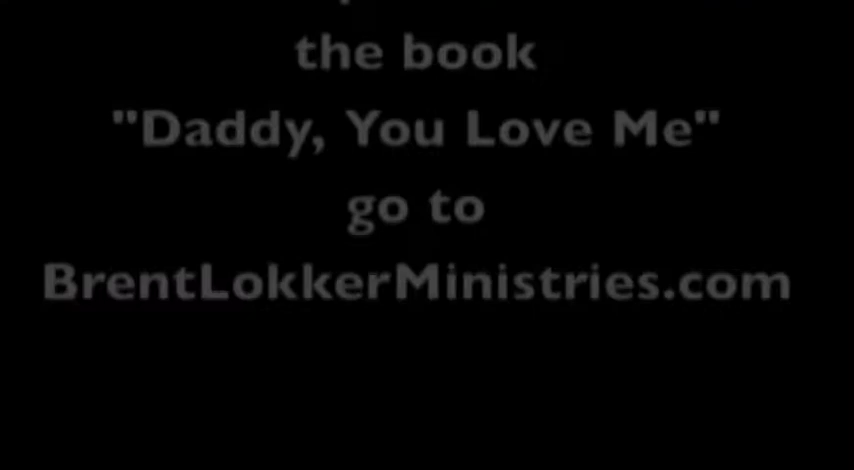 the book
"Daddy, You Love Me"
go to
BrentLokkerMinistries.com